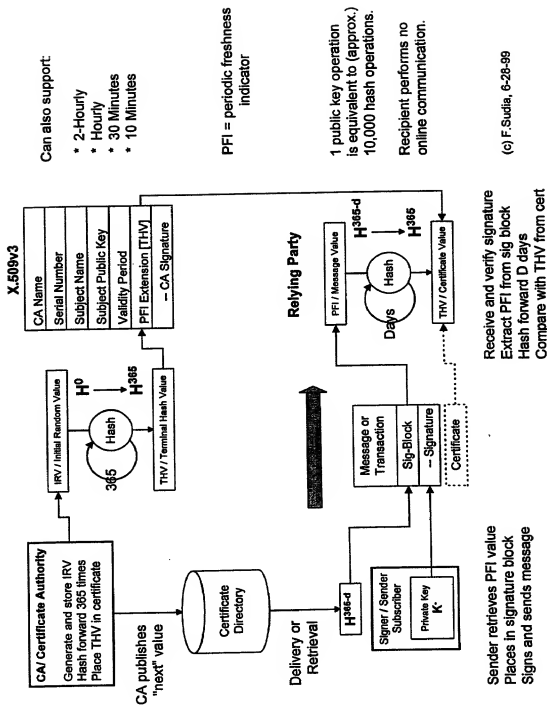 CA / Certificate Authority
Generate and store IRV
Hash forward 365 times
Place THV in certificate
CA publishes
"next" value
Certificate
Directory
Delivery or
Retrieval
H365-d
Signer / Sender
Subscriber
Private Key
K-
Sender retrieves PFI value
Places in signature block
Signs and sends message
IRV / Initial Random Value
365
Hash
H0
H365
THV / Terminal Hash Value
Message or
Transaction
Sig-Block
-- Signature
Certificate
X.509v3
CA Name
Serial Number
Subject Name
Subject Public Key
Validity Period
PFI Extension [THV]
-- CA Signature
Relying Party
PFI / Message Value
Days
Hash
H365-d
H365
THV / Certificate Value
Receive and verify signature
Extract PFI from sig block
Hash forward D days
Compare with THV from cert
Can also support:
* 2-Hourly
* Hourly
* 30 Minutes
* 10 Minutes
PFI = periodic freshness
indicator
1 public key operation
is equivalent to (approx.)
10,000 hash operations.
Recipient performs no
online communication.
(c) F.Sudia, 6-28-99